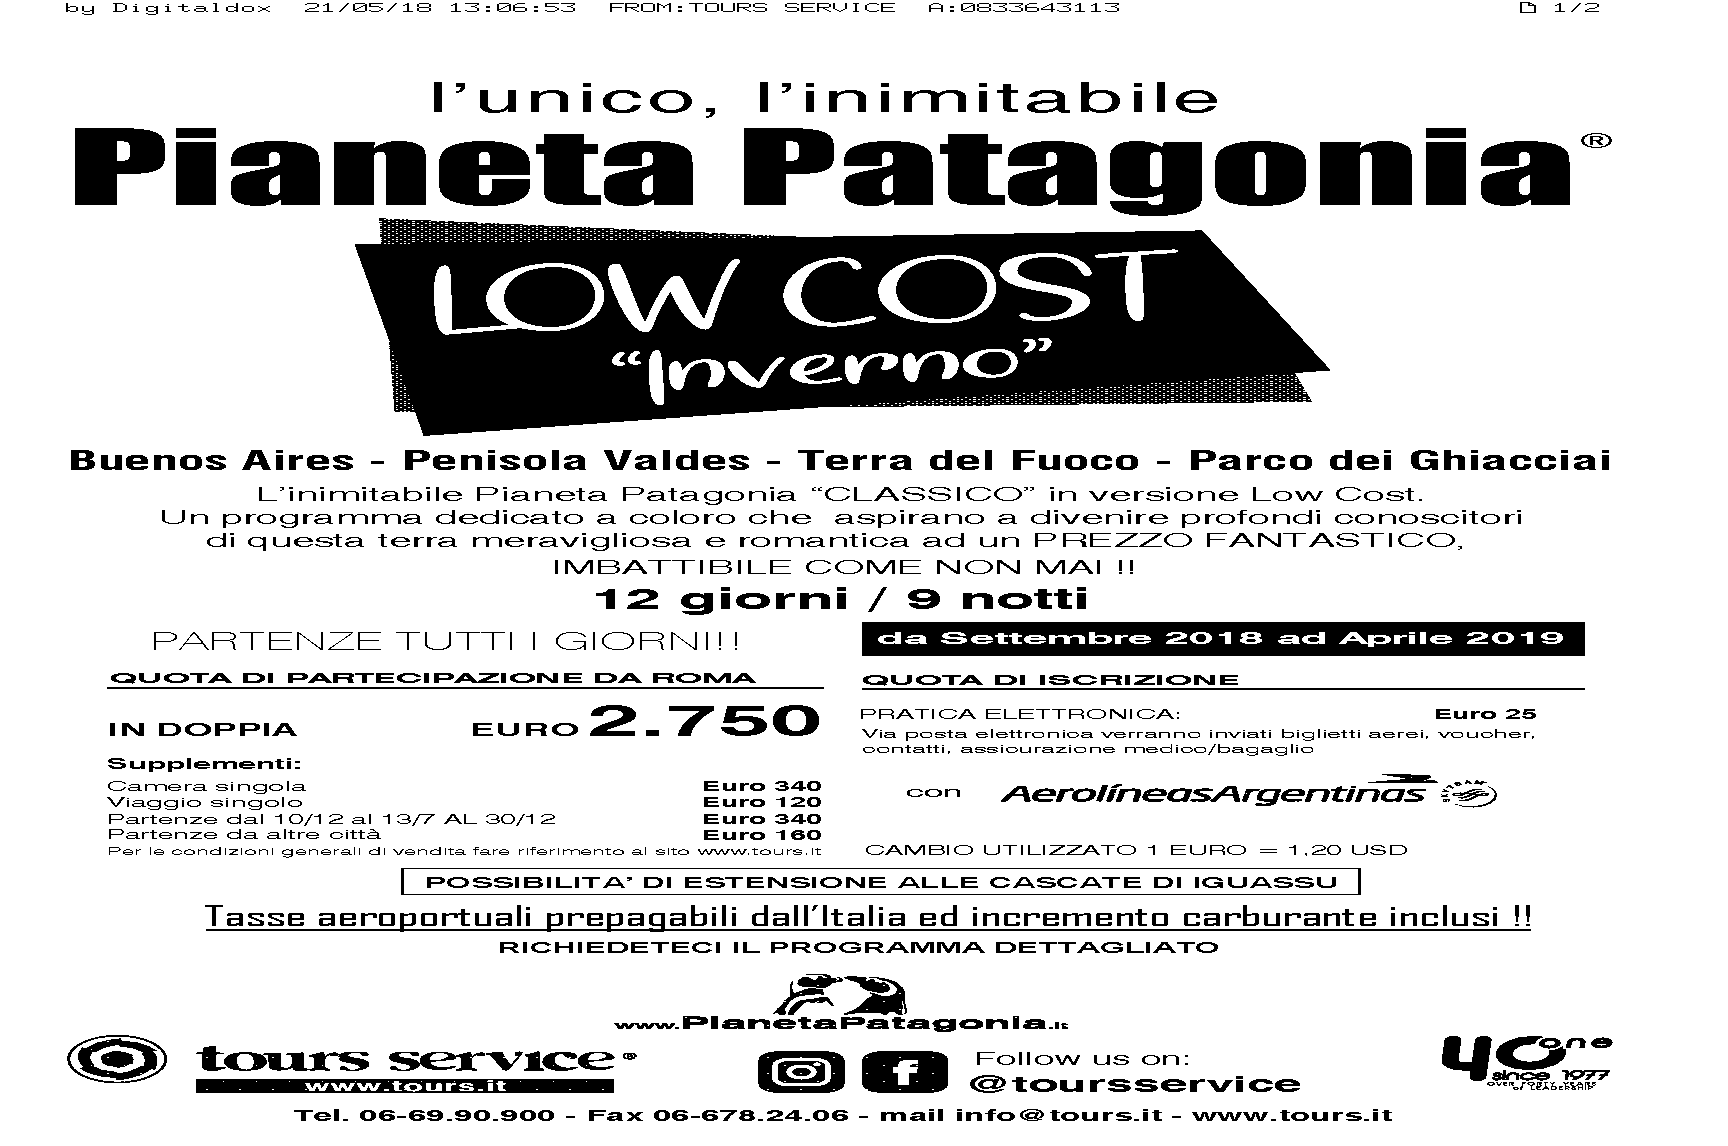 by Digitaldox 21/05/18 13:06:53 FROM:TOURS SERVICE A:0833643113 1/2
l'unico, l'inimitabile
Pianeta Patagonia®
LOW COST
“Inverno”
Buenos Aires - Penisola Valdes - Terra del Fuoco - Parco dei Ghiacciai
L'inimitabile Pianeta Patagonia “CLASSICO” in versione Low Cost.
Un programma dedicato a coloro che aspirano a divenire profondi conoscitori
di questa terra meravigliosa e romantica ad un PREZZO FANTASTICO,
IMBATTIBILE COME NON MAI !!
12 giorni / 9 notti
PARTENZE TUTTI I GIORNI!!
da Settembre 2018 ad Aprile 2019
QUOTA DI PARTECIPAZIONE DA ROMA
IN DOPPIA EURO 2.750
Supplementi:
Camera singola Euro 340
Viaggio singolo Euro 120
Partenze dal 10/12 al 13/7 AL 30/12 Euro 340
Partenze da altre città Euro 160
Per le condizioni generali di vendita fare riferimento al sito www.tours.it
QUOTA DI ISCRIZIONE
PRATICA ELETTRONICA: Euro 25
Via posta elettronica verranno inviati biglietti aerei, voucher,
contatti, assicurazione medico/bagaglio
con AerolíneasArgentinas
CAMBIO UTILIZZATO 1 EURO = 1,20 USD
POSSIBILITA' DI ESTENSIONE ALLE CASCATE DI IGUASSU
Tasse aeroportuali prepagabili dall'Italia ed incremento carburante inclusi !!
RICHIEDETECI IL PROGRAMMA DETTAGLIATO
www.PianetaPatagonia.it
tours service®
www.tours.it
Follow us on:
@toursservice
40 one
since 1977
OVER FORTY YEARS
of LEADERSHIP
Tel. 06-69.90.900 - Fax 06-678.24.06 - mail info@tours.it - www.tours.it